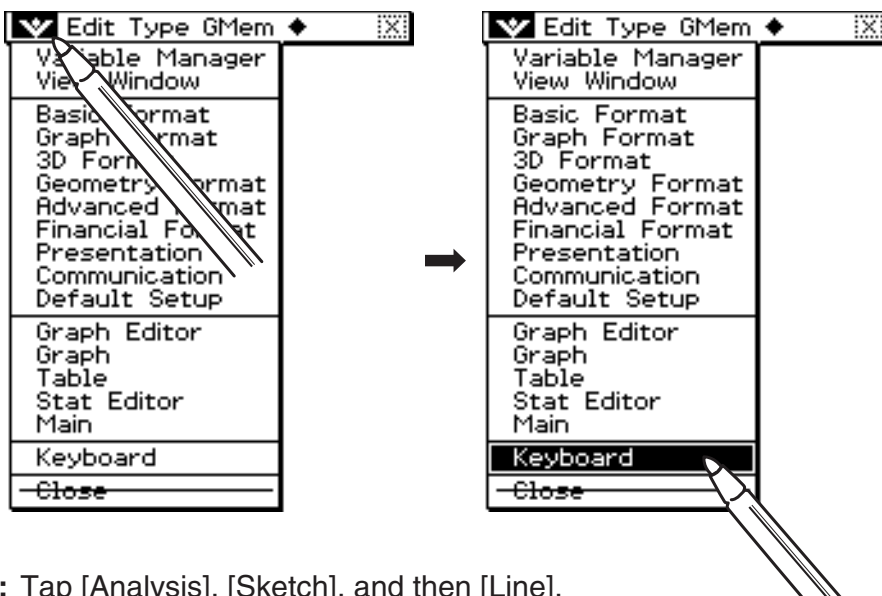 Edit Type GMem ◆
Variable Manager
View Window
Basic Format
Graph Format
3D Format
Geometry Format
Advanced Format
Financial Format
Presentation
Communication
Default Setup
Graph Editor
Graph
Table
Stat Editor
Main
Keyboard
Close
Edit Type GMem ◆
Variable Manager
View Window
Basic Format
Graph Format
3D Format
Geometry Format
Advanced Format
Financial Format
Presentation
Communication
Default Setup
Graph Editor
Graph
Table
Stat Editor
Main
Keyboard
Close
: Tap [Analysis], [Sketch], and then [Line].